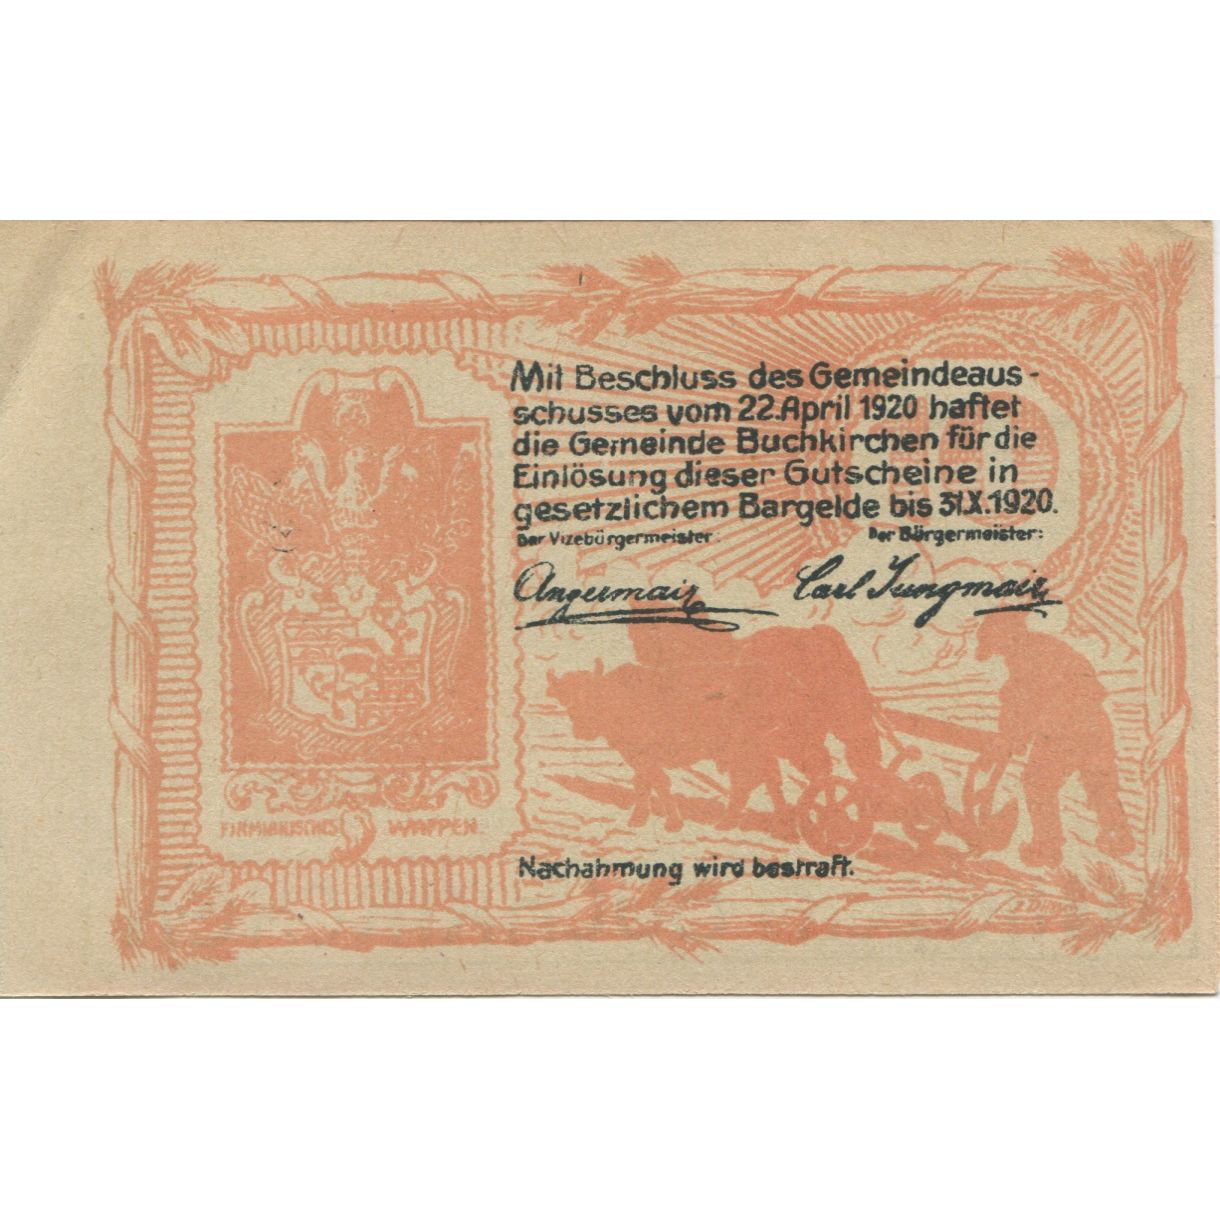 Mit Beschluss des Gemeindeaus-
schusses vom 22.April 1920 haftet
die Gemeinde Buchkirchen für die
Einlösung dieser Gutscheine in
gesetzlichem Bargelde bis 31.X.1920.
Der Vizebürgermeister: Der Bürgermeister:
Angermair Carl Jungmair
FIRMIANISCHES WAPPEN.
Nachahmung wird bestraft.